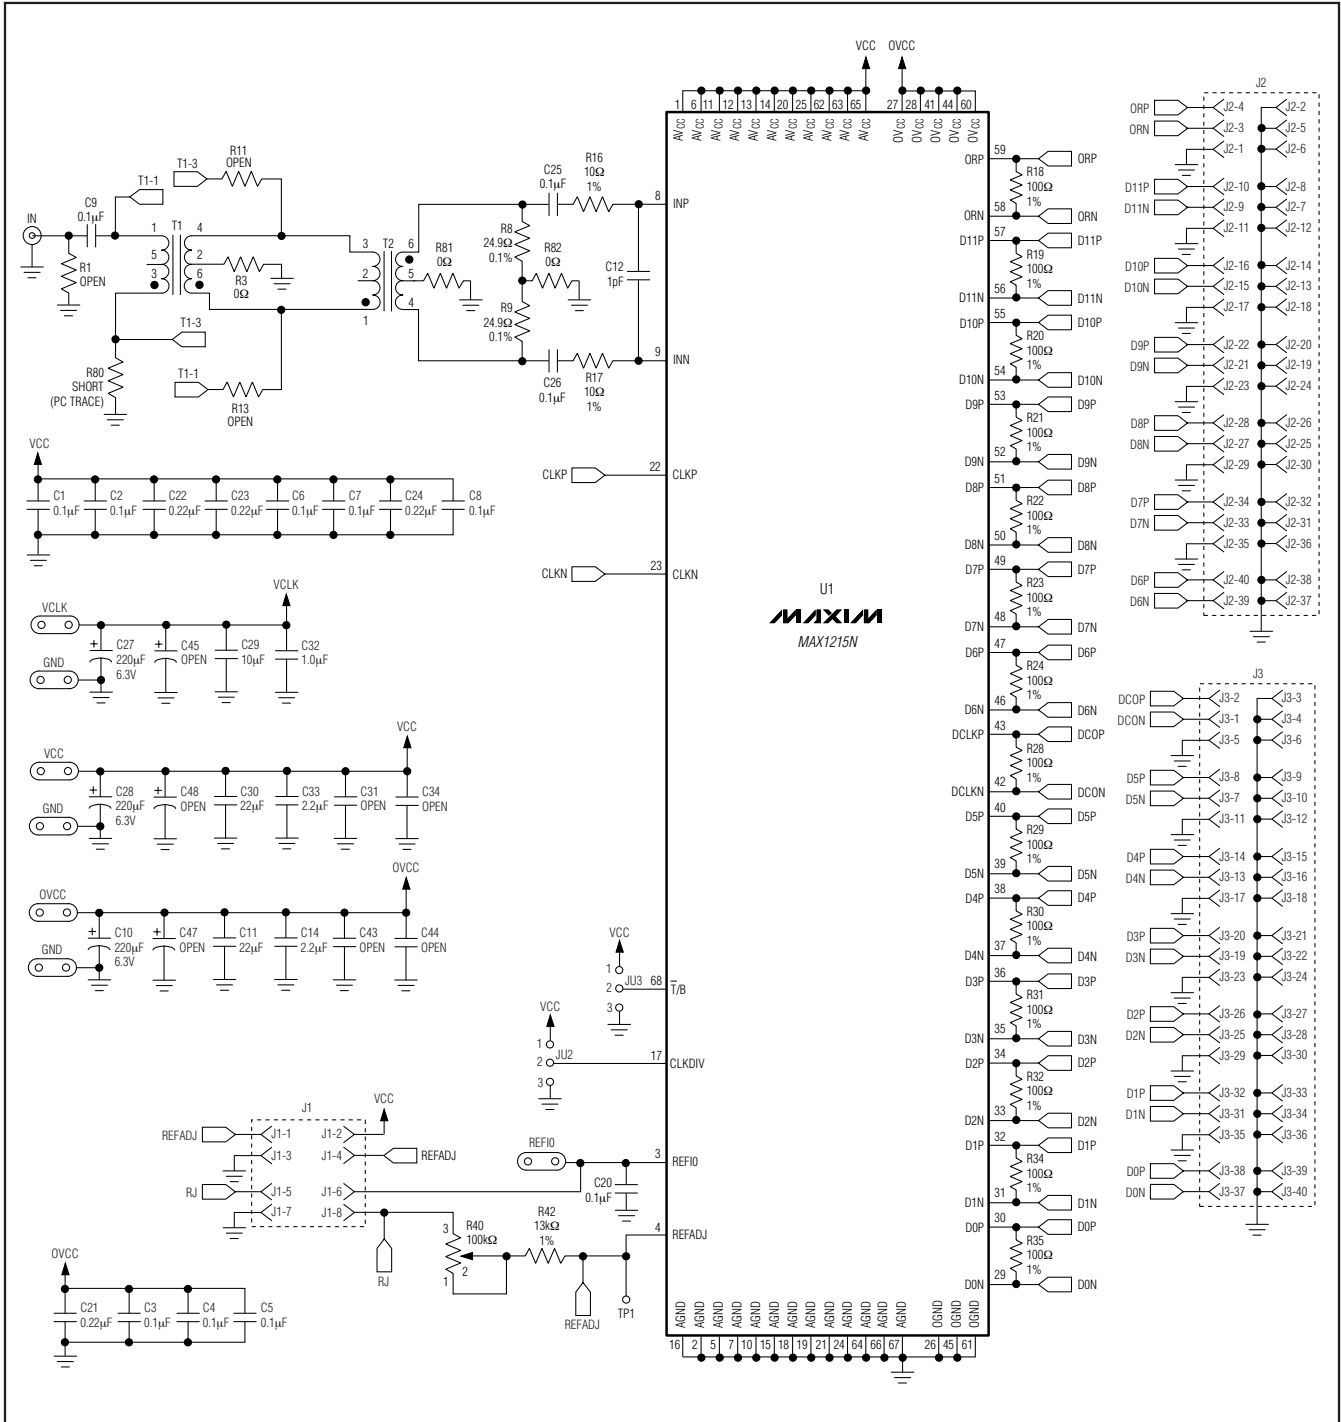 VCC OVCC
1 6 11 12 13 14 20 25 62 63 65 27 28 41 44 60
AVCC AVCC AVCC AVCC AVCC AVCC AVCC AVCC AVCC AVCC AVCC OVCC OVCC OVCC OVCC OVCC
IN
C9
0.1µF
R1
OPEN
T1-1
T1-3
R11
OPEN
T1
1 5 3
4 2 6
R3
0Ω
T1-3
R80
SHORT
(PC TRACE)
T1-1
R13
OPEN
T2
3 2 1
6 5 4
R81
0Ω
R8
24.9Ω
0.1%
R82
0Ω
R9
24.9Ω
0.1%
C25
0.1µF
R16
10Ω
1%
C12
1pF
C26
0.1µF
R17
10Ω
1%
8 INP
9 INN
VCC
C1
0.1µF
C2
0.1µF
C22
0.22µF
C23
0.22µF
C6
0.1µF
C7
0.1µF
C24
0.22µF
C8
0.1µF
CLKP 22 CLKP
CLKN 23 CLKN
VCLK
VCLK
GND
+
C27
220µF
6.3V
+
C45
OPEN
C29
10µF
C32
1.0µF
VCC
VCC
GND
+
C28
220µF
6.3V
+
C48
OPEN
C30
22µF
C33
2.2µF
C31
OPEN
C34
OPEN
OVCC
OVCC
GND
+
C10
220µF
6.3V
+
C47
OPEN
C11
22µF
C14
2.2µF
C43
OPEN
C44
OPEN
VCC
1
2 JU3 68 T̅/B
3
VCC
1
2 JU2 17 CLKDIV
3
J1
VCC
REFADJ J1-1 J1-2
J1-3 J1-4 REFADJ
RJ J1-5 J1-6
J1-7 J1-8
RJ
REFIO
3 REFIO
C20
0.1µF
R40
100kΩ
3 2 1
R42
13kΩ
1%
REFADJ
TP1
4 REFADJ
OVCC
C21
0.22µF
C3
0.1µF
C4
0.1µF
C5
0.1µF
U1
MAXIM
MAX1215N
AGND AGND AGND AGND AGND AGND AGND AGND AGND AGND AGND AGND AGND OGND OGND OGND
16 2 5 7 10 15 18 19 21 24 64 66 67 26 45 61
ORP 59 ORP
R18
100Ω
1%
ORN 58 ORN
D11P 57 D11P
R19
100Ω
1%
D11N 56 D11N
D10P 55 D10P
R20
100Ω
1%
D10N 54 D10N
D9P 53 D9P
R21
100Ω
1%
D9N 52 D9N
D8P 51 D8P
R22
100Ω
1%
D8N 50 D8N
D7P 49 D7P
R23
100Ω
1%
D7N 48 D7N
D6P 47 D6P
R24
100Ω
1%
D6N 46 D6N
DCLKP 43 DCOP
R28
100Ω
1%
DCLKN 42 DCON
D5P 40 D5P
R29
100Ω
1%
D5N 39 D5N
D4P 38 D4P
R30
100Ω
1%
D4N 37 D4N
D3P 36 D3P
R31
100Ω
1%
D3N 35 D3N
D2P 34 D2P
R32
100Ω
1%
D2N 33 D2N
D1P 32 D1P
R34
100Ω
1%
D1N 31 D1N
D0P 30 D0P
R35
100Ω
1%
D0N 29 D0N
J2
ORP J2-4 J2-2
ORN J2-3 J2-5
J2-1 J2-6
D11P J2-10 J2-8
D11N J2-9 J2-7
J2-11 J2-12
D10P J2-16 J2-14
D10N J2-15 J2-13
J2-17 J2-18
D9P J2-22 J2-20
D9N J2-21 J2-19
J2-23 J2-24
D8P J2-28 J2-26
D8N J2-27 J2-25
J2-29 J2-30
D7P J2-34 J2-32
D7N J2-33 J2-31
J2-35 J2-36
D6P J2-40 J2-38
D6N J2-39 J2-37
J3
DCOP J3-2 J3-3
DCON J3-1 J3-4
J3-5 J3-6
D5P J3-8 J3-9
D5N J3-7 J3-10
J3-11 J3-12
D4P J3-14 J3-15
D4N J3-13 J3-16
J3-17 J3-18
D3P J3-20 J3-21
D3N J3-19 J3-22
J3-23 J3-24
D2P J3-26 J3-27
D2N J3-25 J3-28
J3-29 J3-30
D1P J3-32 J3-33
D1N J3-31 J3-34
J3-35 J3-36
D0P J3-38 J3-39
D0N J3-37 J3-40